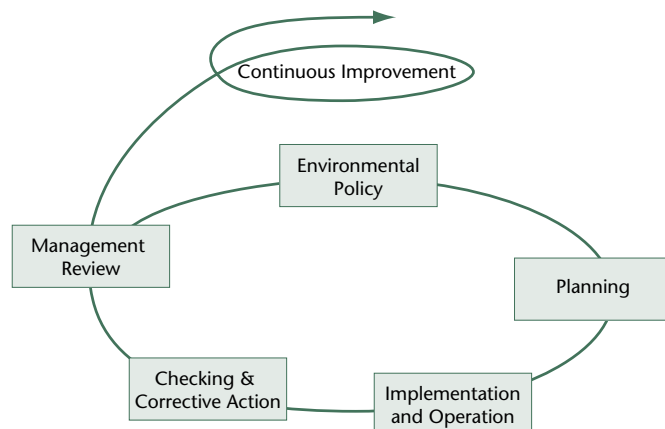 Continuous Improvement
Environmental
Policy
Management
Review
Planning
Checking &
Corrective Action
Implementation
and Operation